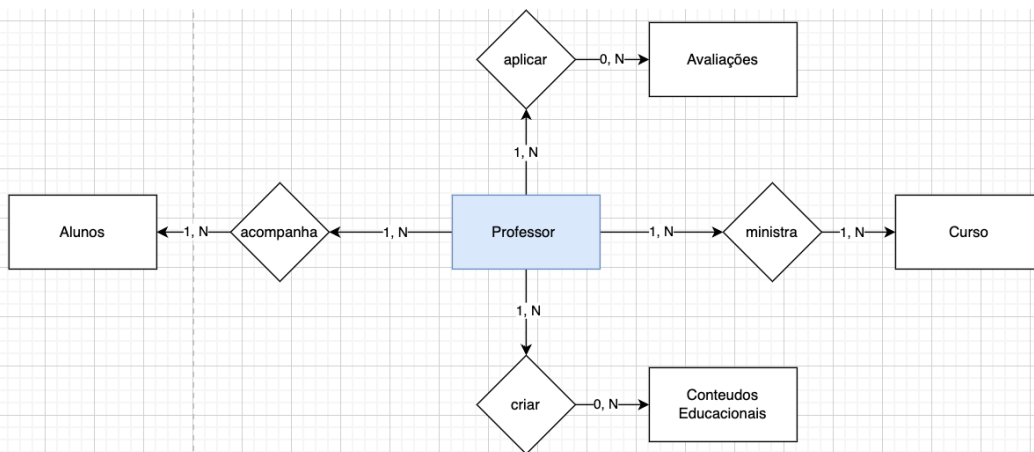 aplicar
0, N
Avaliações
1, N
Alunos
1, N
acompanha
1, N
Professor
1, N
ministra
1, N
Curso
1, N
criar
0, N
Conteudos
Educacionais